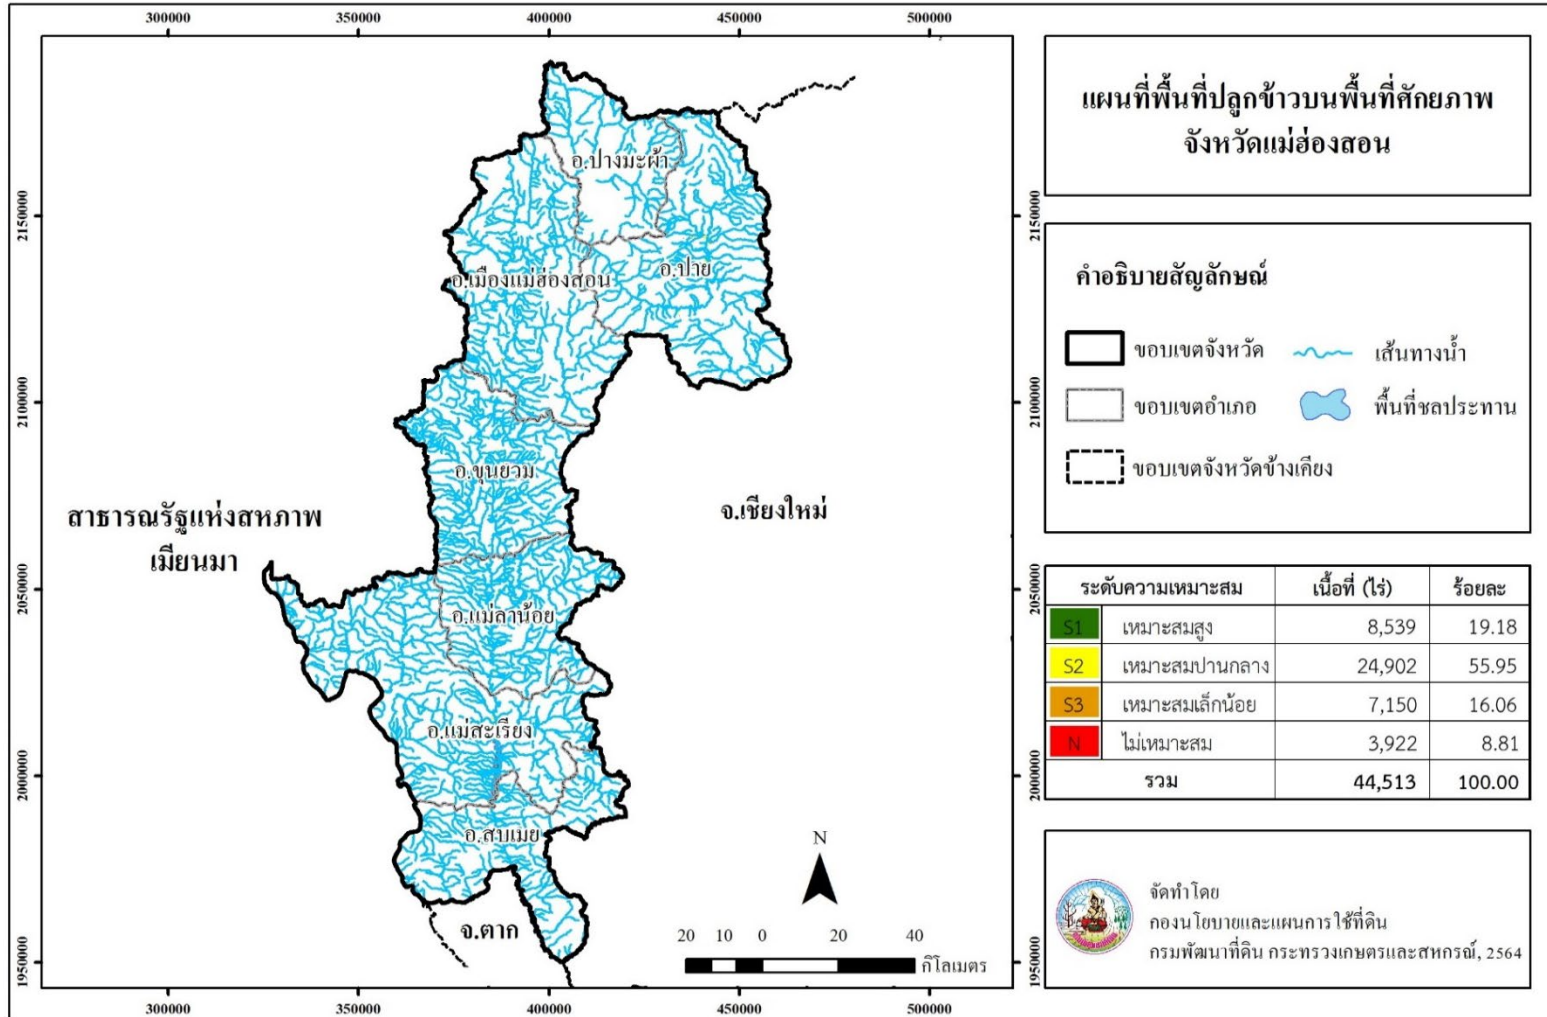 300000 350000 400000 450000 500000
แผนที่พื้นที่ปลูกข้าวบนพื้นที่ศักยภาพ
จังหวัดแม่ฮ่องสอน
อ.ปางมะผ้า
2150000 2150000
อ.ปาย
อ.เมืองแม่ฮ่องสอน
คำอธิบายสัญลักษณ์
ขอบเขตจังหวัด เส้นทางน้ำ
ขอบเขตอำเภอ พื้นที่ชลประทาน
ขอบเขตจังหวัดข้างเคียง
2100000 2100000
อ.ขุนยวม
จ.เชียงใหม่
สาธารณรัฐแห่งสหภาพ
เมียนมา
2050000 2050000
อ.แม่ลาน้อย
อ.แม่สะเรียง
ระดับความเหมาะสม เนื้อที่ (ไร่) ร้อยละ
S1 เหมาะสมสูง 8,539 19.18
S2 เหมาะสมปานกลาง 24,902 55.95
S3 เหมาะสมเล็กน้อย 7,150 16.06
N ไม่เหมาะสม 3,922 8.81
รวม 44,513 100.00
2000000 2000000
อ.สบเมย
N
จ.ตาก
20 10 0 20 40
กิโลเมตร
1950000 1950000
จัดทำโดย
กองนโยบายและแผนการใช้ที่ดิน
กรมพัฒนาที่ดิน กระทรวงเกษตรและสหกรณ์, 2564
300000 350000 400000 450000 500000